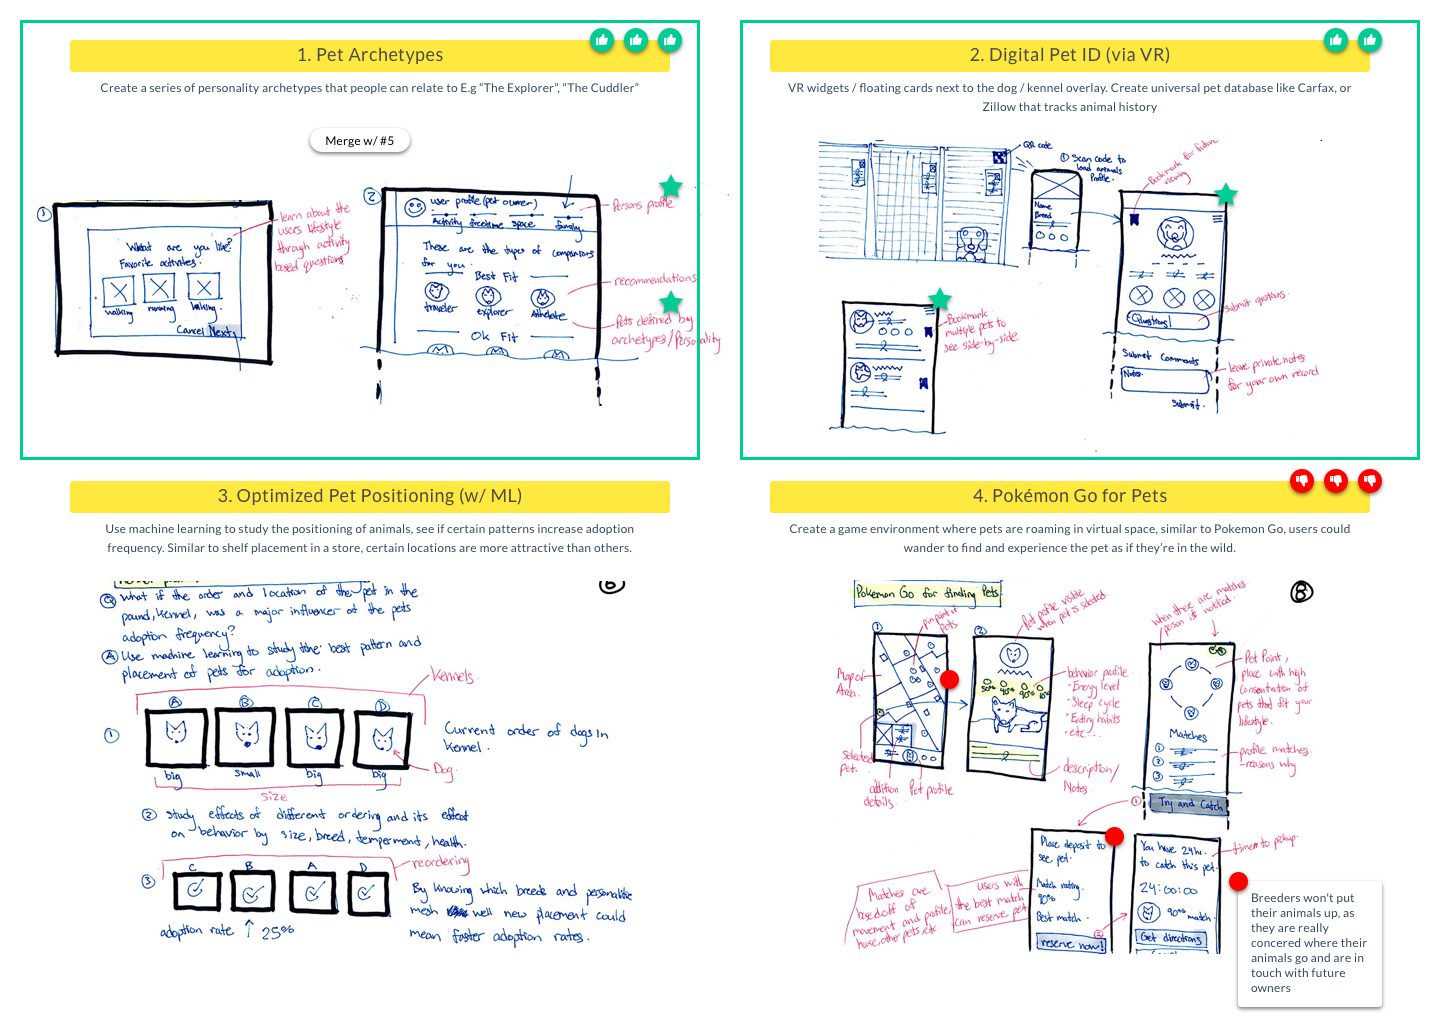 1. Pet Archetypes
Create a series of personality archetypes that people can relate to E.g “The Explorer”, “The Cuddler”
Merge w/ #5
1
What are you like?
Favorite activities.
walking running hiking.
Cancel Next
learn about the
users lifestyle
through activity
based questions
2
user profile (pet owner)
Activity freetime space family
These are the types of companions
for you.
Best Fit
traveler explorer Athelete
Ok Fit
Persons profile
recommendations
Pets defined by
archetypes/Personality
2. Digital Pet ID (via VR)
VR widgets / floating cards next to the dog / kennel overlay. Create universal pet database like Carfax, or
Zillow that tracks animal history
QR code
1 Scan code to
load animals
Profile.
Name
Breed
Bookmark for future
viewing
Questions?
Submit questions.
Submit Comments
Notes.
Submit.
leave private notes
for your own record
Bookmark
multiple pets to
see side-by-side
3. Optimized Pet Positioning (w/ ML)
Use machine learning to study the positioning of animals, see if certain patterns increase adoption
frequency. Similar to shelf placement in a store, certain locations are more attractive than others.
Q What if the order and location of the pet in the
pound, kennel, was a major influencer of the pets
adoption frequency?
A Use machine learning to study the best pattern and
placement of pets for adoption.
Kennels.
A B C D
1
big small big big
size
Dog.
Current order of dogs in
Kennel.
2 Study effects of different ordering and its effect
on behavior by size, breed, temperment, health.
reordering
3
C B A D
adoption rate ↑ 25%
By knowing which breeds and personalities
mesh well new placement could
mean faster adoption rates.
4. Pokémon Go for Pets
Create a game environment where pets are roaming in virtual space, similar to Pokemon Go, users could
wander to find and experience the pet as if they’re in the wild.
Pokemon Go for finding Pets
8
1
pinpoint of
pets
Map of
Area.
Selected
pet.
addition
details.
Pet profile
2
Pet profile visible
when pet is selected.
50% 90% 90% 10%
behavior profile
- Energy level
- Sleep cycle
- Eating habits
- etc...
description/
Notes
when there are matches
person is notified.
Pet Point,
place with high
Consentration of
pets that fit your
lifestyle.
Matches
1
2
3
profile matches
- reasons why
Try and Catch
1
Place deposit to
see pet.
Match rating.
90%
Best match.
reserve now!
2
Matches are
based off of
movement and profile,
house, other pets etc.
users with
the best match
can reserve pet
You have 24hr.
to catch this pet.
24:00:00
90% match.
Get directions
timer to pickup.
Breeders won't put
their animals up, as
they are really
concered where their
animals go and are in
touch with future
owners